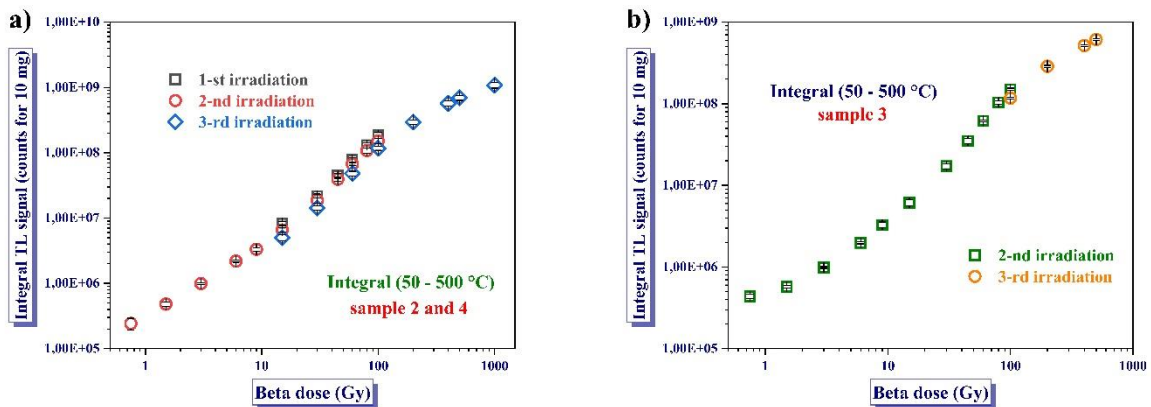 a)
Integral TL signal (counts for 10 mg)
1,00E+10
1,00E+09
1,00E+08
1,00E+07
1,00E+06
1,00E+05
1-st irradiation
2-nd irradiation
3-rd irradiation
Integral (50 - 500 °C)
sample 2 and 4
1
10
100
1000
Beta dose (Gy)
b)
Integral TL signal (counts for 10 mg)
1,00E+09
1,00E+08
1,00E+07
1,00E+06
1,00E+05
Integral (50 - 500 °C)
sample 3
2-nd irradiation
3-rd irradiation
1
10
100
1000
Beta dose (Gy)